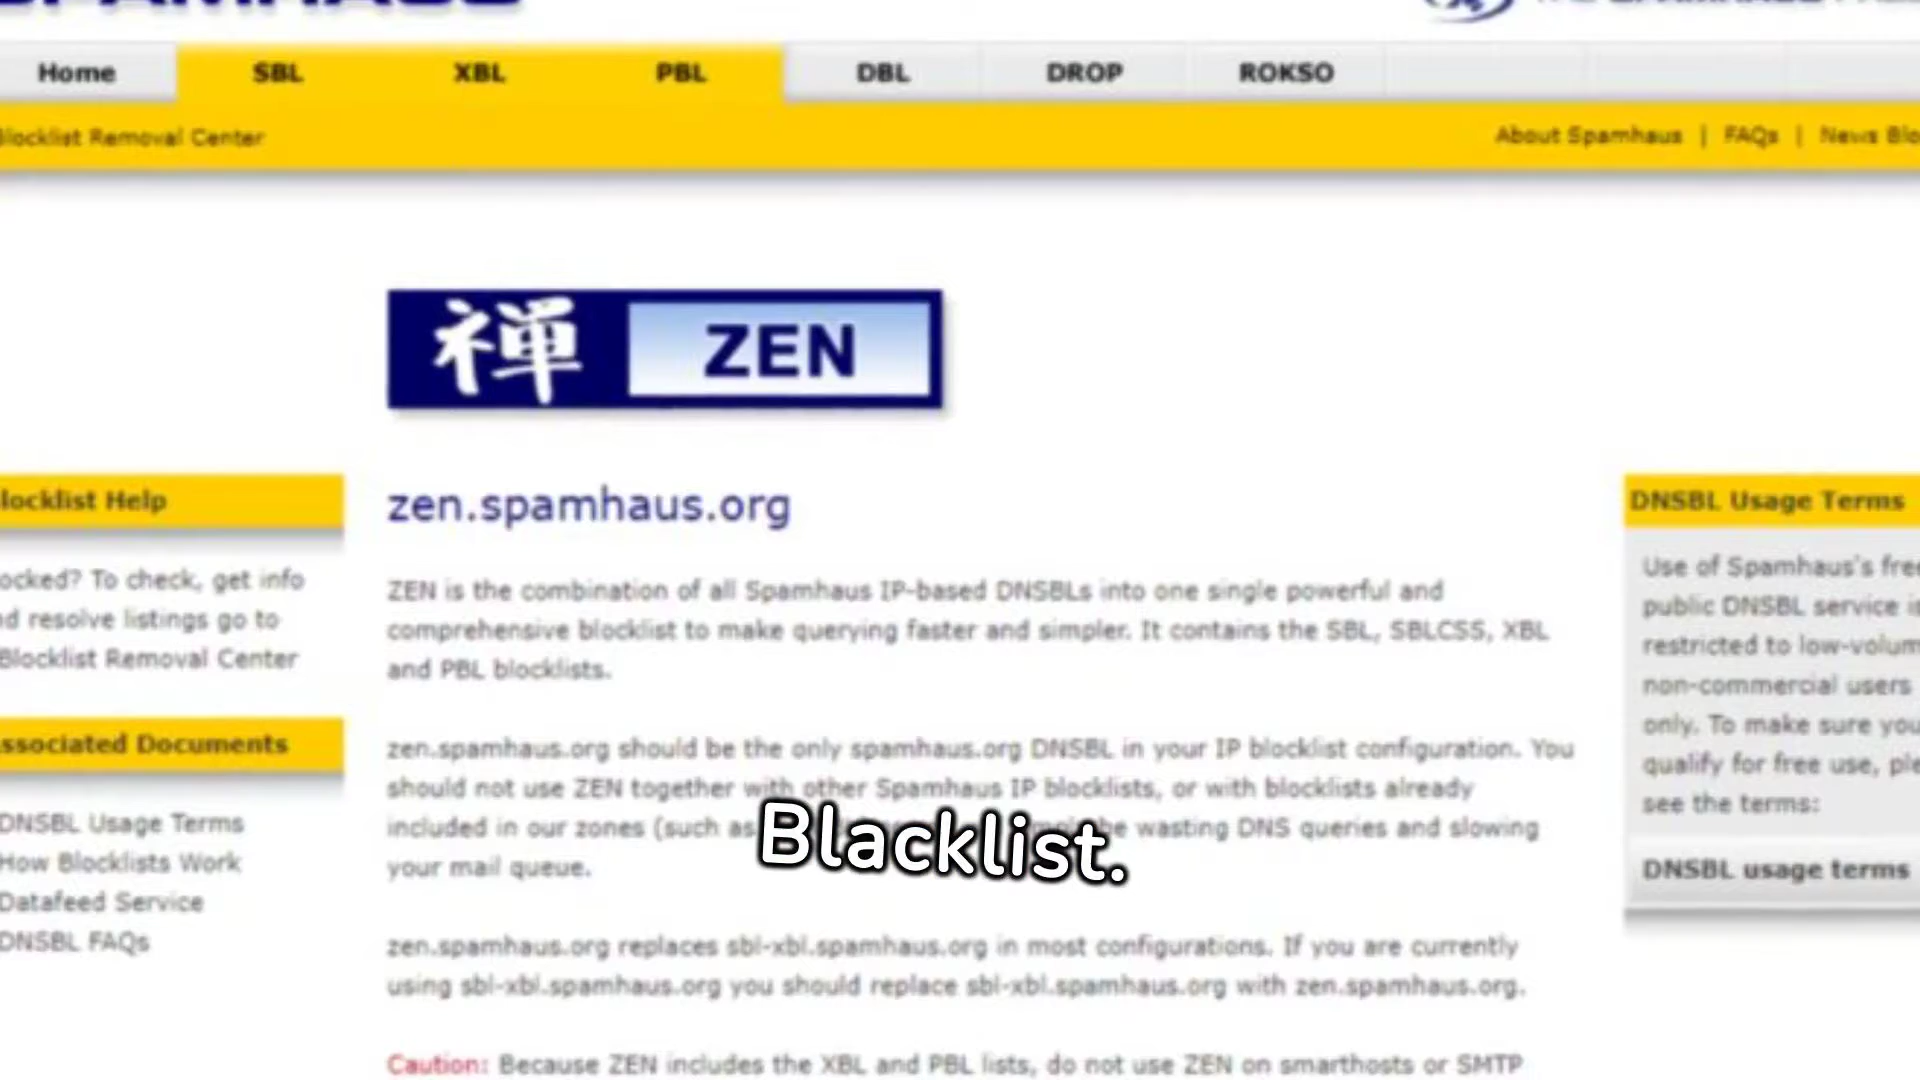 Home SBL XBL PBL DBL DROP ROKSO
Blocklist Removal Center About Spamhaus | FAQs | News
禅 ZEN
locklist Help
zen.spamhaus.org
DNSBL Usage Terms
ocked? To check, get info
d resolve listings go to
Blocklist Removal Center
ZEN is the combination of all Spamhaus IP-based DNSBLs into one single powerful and
comprehensive blocklist to make querying faster and simpler. It contains the SBL, SBLCSS, XBL
and PBL blocklists.
Use of Spamhaus's free
public DNSBL service is
restricted to low-volum
non-commercial users
only. To make sure you
qualify for free use, ple
see the terms:
DNSBL usage terms
ssociated Documents
DNSBL Usage Terms
How Blocklists Work
Datafeed Service
DNSBL FAQs
zen.spamhaus.org should be the only spamhaus.org DNSBL in your IP blocklist configuration. You
should not use ZEN together with other Spamhaus IP blocklists, or with blocklists already
included in our zones (such as be wasting DNS queries and slowing
your mail queue.
Blacklist.
zen.spamhaus.org replaces sbl-xbl.spamhaus.org in most configurations. If you are currently
using sbl-xbl.spamhaus.org you should replace sbl-xbl.spamhaus.org with zen.spamhaus.org.
Caution: Because ZEN includes the XBL and PBL lists, do not use ZEN on smarthosts or SMTP